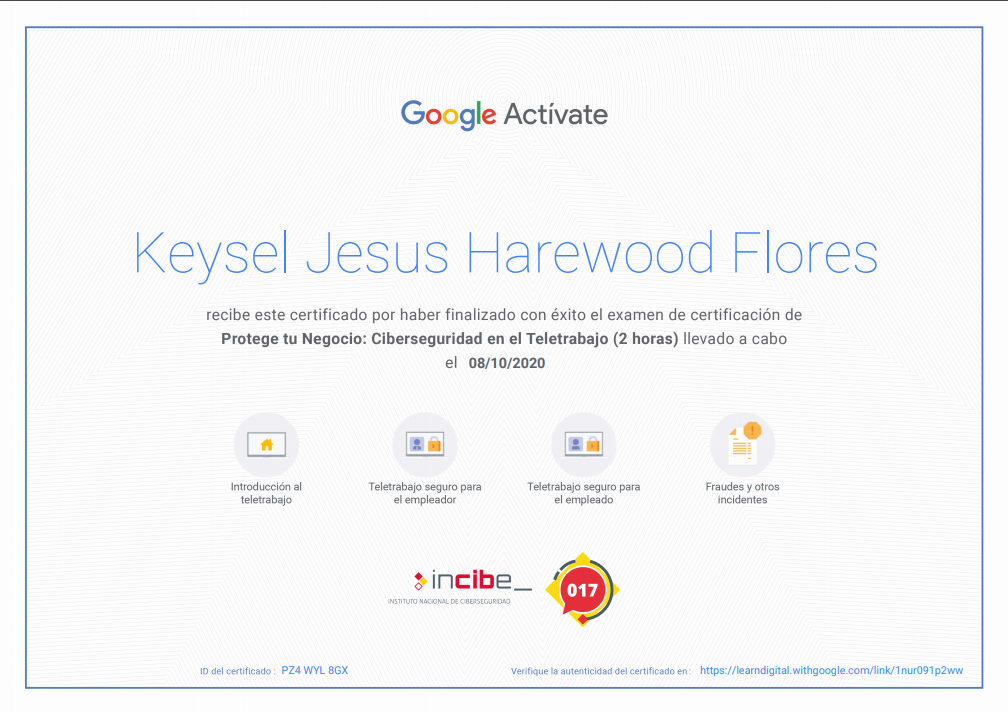 Google Actívate
Keysel Jesus Harewood Flores
recibe este certificado por haber finalizado con éxito el examen de certificación de
Protege tu Negocio: Ciberseguridad en el Teletrabajo (2 horas) llevado a cabo
el 08/10/2020
Introducción al
teletrabajo
Teletrabajo seguro para
el empleador
Teletrabajo seguro para
el empleado
Fraudes y otros
incidentes
incibe_
INSTITUTO NACIONAL DE CIBERSEGURIDAD
017
ID del certificado : PZ4 WYL 8GX
Verifique la autenticidad del certificado en : https://learndigital.withgoogle.com/link/1nur091p2ww